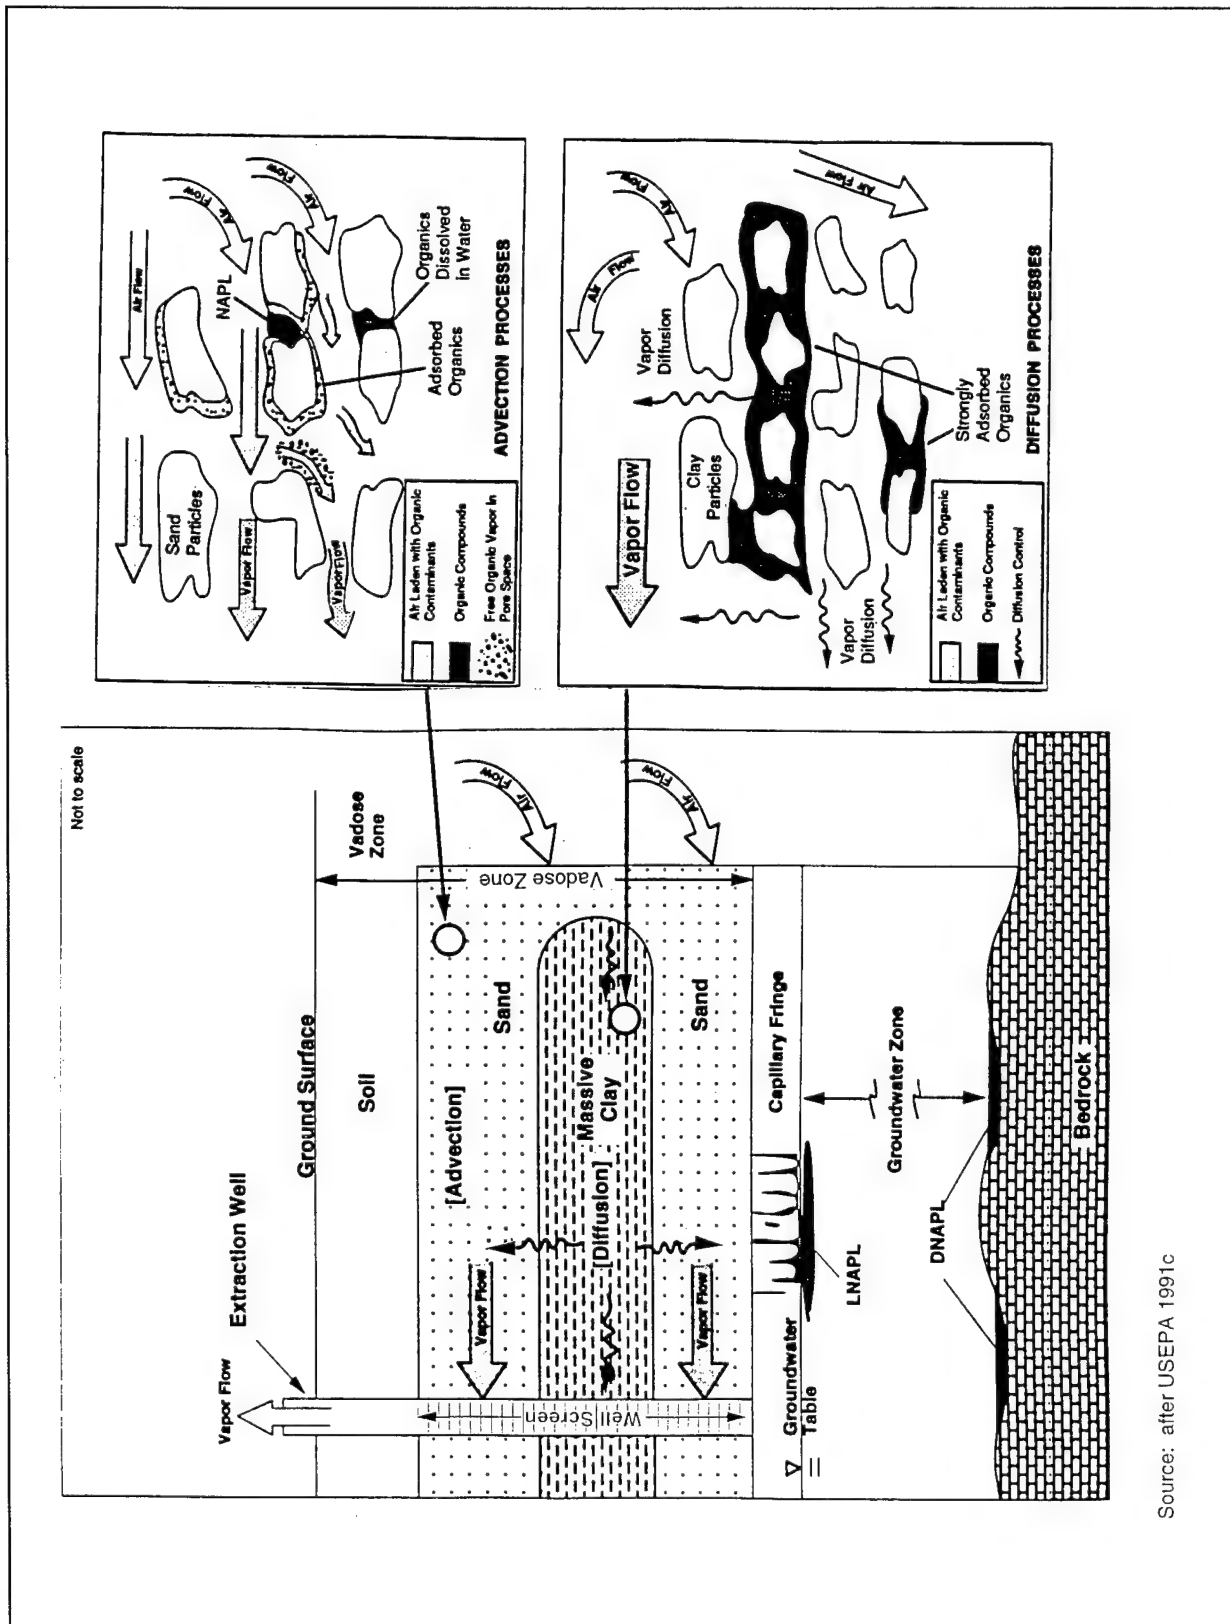 Not to scale
Vapor Flow
Extraction Well
Ground Surface
Soil
Vadose
Zone
[Advection]
Sand
Vadose Zone
Air Flow
Vapor Flow
Well Screen
Massive
Clay
[Diffusion]
Sand
Vapor Flow
Air Flow
Capillary Fringe
Groundwater
Table
LNAPL
Groundwater Zone
DNAPL
Bedrock
Air Flow
Air Flow
Air Flow
Sand
Particles
NAPL
Vapor Flow
Vapor Flow
Adsorbed
Organics
Organics
Dissolved
in Water
ADVECTION PROCESSES
Air Laden with Organic
Contaminants
Organic Compounds
Free Organic Vapor In
Pore Space
Air Flow
Air Flow
Air Flow
Vapor Flow
Vapor
Diffusion
Clay
Particles
Vapor
Diffusion
Strongly
Adsorbed
Organics
DIFFUSION PROCESSES
Air Laden with Organic
Contaminants
Organic Compounds
Diffusion Control
Source: after USEPA 1991c